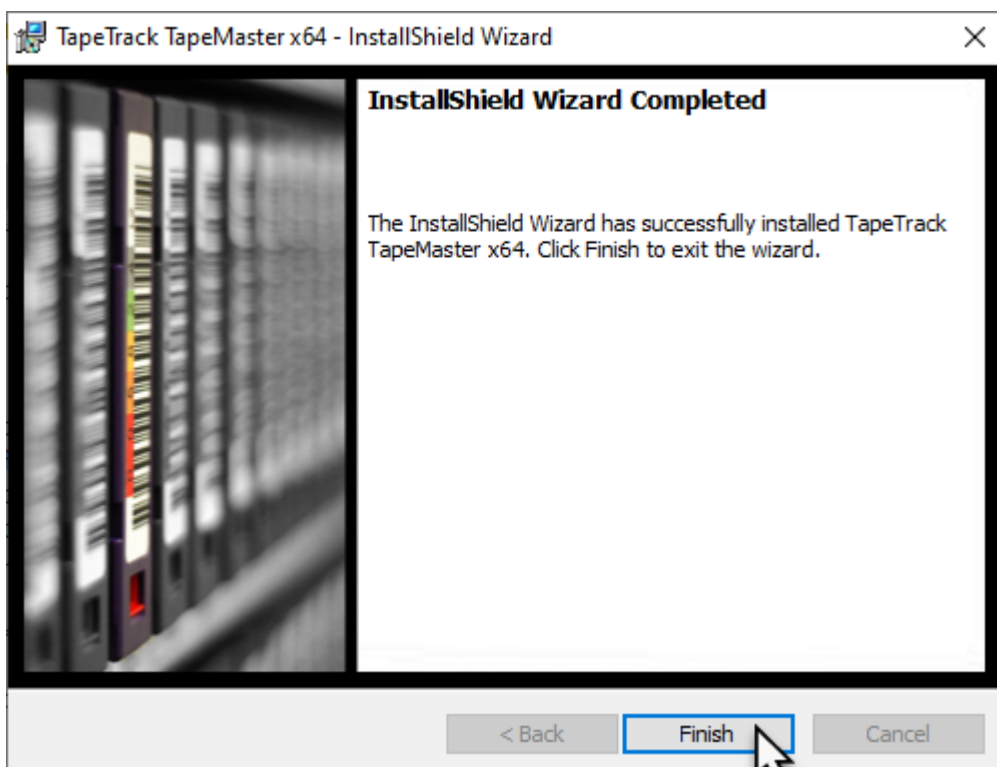 TapeTrack TapeMaster x64 - InstallShield Wizard
InstallShield Wizard Completed
The InstallShield Wizard has successfully installed TapeTrack
TapeMaster x64. Click Finish to exit the wizard.
< Back
Finish
Cancel